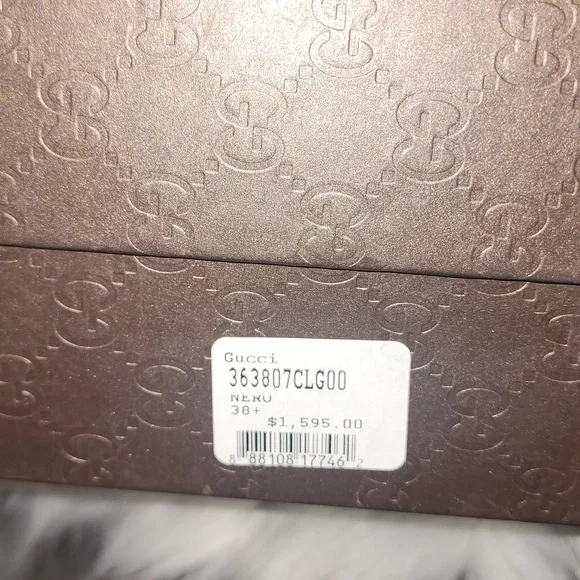 Gucci
363807CLG00
NERO
38+
$1,595.00
8 88108 17746 2